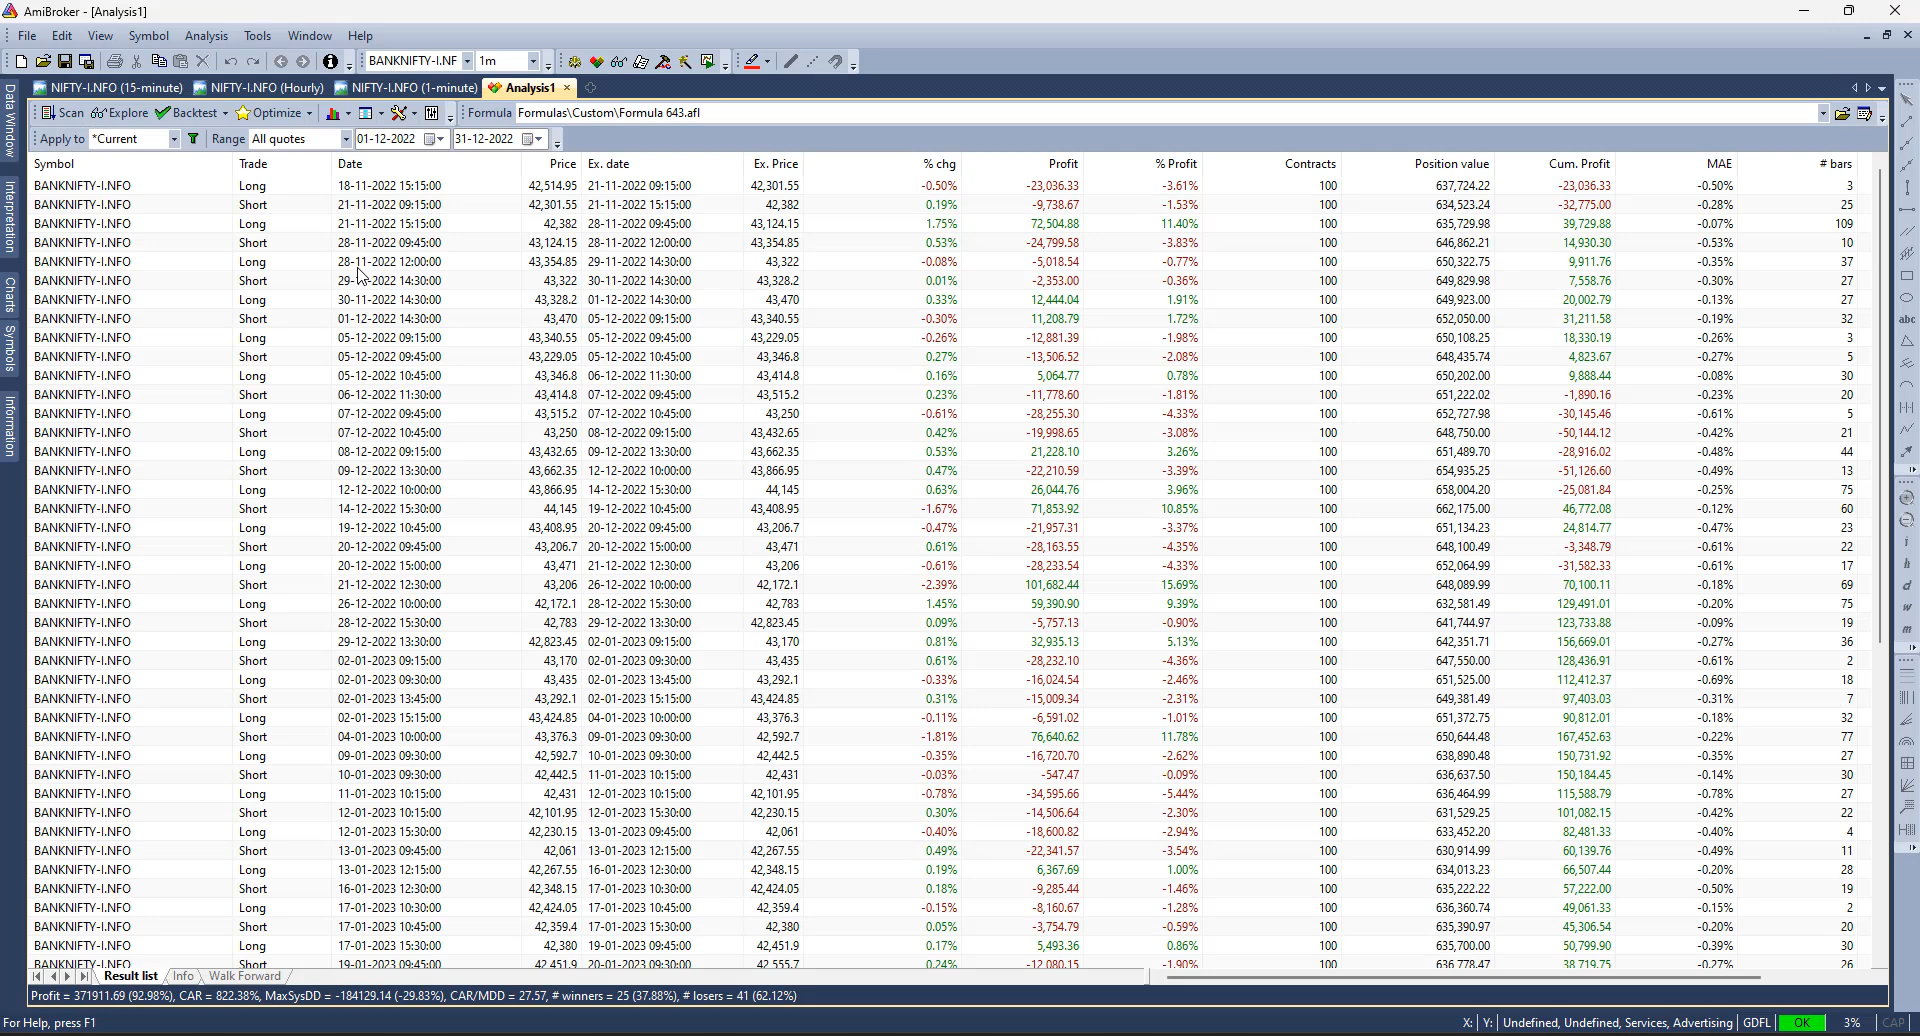 AmiBroker - [Analysis1]
File Edit View Symbol Analysis Tools Window Help
BANKNIFTY-I.NF 1m
NIFTY-I.NFO (15-minute) NIFTY-I.NFO (Hourly) NIFTY-I.NFO (1-minute) Analysis1
Scan Explore Backtest Optimize Formula Formulas\Custom\Formula 643.afl
Apply to *Current Range All quotes 01-12-2022 31-12-2022
Data Window
Interpretation
Charts
Symbols
Information
Symbol Trade Date Price Ex. date Ex. Price % chg Profit % Profit Contracts Position value Cum. Profit MAE # bars
BANKNIFTY-I.NFO Long 18-11-2022 15:15:00 42,514.95 21-11-2022 09:15:00 42,301.55 -0.50% -23,036.33 -3.61% 100 637,724.22 -23,036.33 -0.50% 3
BANKNIFTY-I.NFO Short 21-11-2022 09:15:00 42,301.55 21-11-2022 15:15:00 42,382 0.19% -9,738.67 -1.53% 100 634,523.24 -32,775.00 -0.28% 25
BANKNIFTY-I.NFO Long 21-11-2022 15:15:00 42,382 28-11-2022 09:45:00 43,124.15 1.75% 72,504.88 11.40% 100 635,729.98 39,729.88 -0.07% 109
BANKNIFTY-I.NFO Short 28-11-2022 09:45:00 43,124.15 28-11-2022 12:00:00 43,354.85 0.53% -24,799.58 -3.83% 100 646,862.21 14,930.30 -0.53% 10
BANKNIFTY-I.NFO Long 28-11-2022 12:00:00 43,354.85 29-11-2022 14:30:00 43,322 -0.08% -5,018.54 -0.77% 100 650,322.75 9,911.76 -0.35% 37
BANKNIFTY-I.NFO Short 29-11-2022 14:30:00 43,322 30-11-2022 14:30:00 43,328.2 0.01% -2,353.00 -0.36% 100 649,829.98 7,558.76 -0.30% 27
BANKNIFTY-I.NFO Long 30-11-2022 14:30:00 43,328.2 01-12-2022 14:30:00 43,470 0.33% 12,444.04 1.91% 100 649,923.00 20,002.79 -0.13% 27
BANKNIFTY-I.NFO Short 01-12-2022 14:30:00 43,470 05-12-2022 09:15:00 43,340.55 -0.30% 11,208.79 1.72% 100 652,050.00 31,211.58 -0.19% 32
BANKNIFTY-I.NFO Long 05-12-2022 09:15:00 43,340.55 05-12-2022 09:45:00 43,229.05 -0.26% -12,881.39 -1.98% 100 650,108.25 18,330.19 -0.26% 3
BANKNIFTY-I.NFO Short 05-12-2022 09:45:00 43,229.05 05-12-2022 10:45:00 43,346.8 0.27% -13,506.52 -2.08% 100 648,435.74 4,823.67 -0.27% 5
BANKNIFTY-I.NFO Long 05-12-2022 10:45:00 43,346.8 06-12-2022 11:30:00 43,414.8 0.16% 5,064.77 0.78% 100 650,202.00 9,888.44 -0.08% 30
BANKNIFTY-I.NFO Short 06-12-2022 11:30:00 43,414.8 07-12-2022 09:45:00 43,515.2 0.23% -11,778.60 -1.81% 100 651,222.02 -1,890.16 -0.23% 20
BANKNIFTY-I.NFO Long 07-12-2022 09:45:00 43,515.2 07-12-2022 10:45:00 43,250 -0.61% -28,255.30 -4.33% 100 652,727.98 -30,145.46 -0.61% 5
BANKNIFTY-I.NFO Short 07-12-2022 10:45:00 43,250 08-12-2022 09:15:00 43,432.65 0.42% -19,998.65 -3.08% 100 648,750.00 -50,144.12 -0.42% 21
BANKNIFTY-I.NFO Long 08-12-2022 09:15:00 43,432.65 09-12-2022 13:30:00 43,662.35 0.53% 21,228.10 3.26% 100 651,489.70 -28,916.02 -0.48% 44
BANKNIFTY-I.NFO Short 09-12-2022 13:30:00 43,662.35 12-12-2022 10:00:00 43,866.95 0.47% -22,210.59 -3.39% 100 654,935.25 -51,126.60 -0.49% 13
BANKNIFTY-I.NFO Long 12-12-2022 10:00:00 43,866.95 14-12-2022 15:30:00 44,145 0.63% 26,044.76 3.96% 100 658,004.20 -25,081.84 -0.25% 75
BANKNIFTY-I.NFO Short 14-12-2022 15:30:00 44,145 19-12-2022 10:45:00 43,408.95 -1.67% 71,853.92 10.85% 100 662,175.00 46,772.08 -0.12% 60
BANKNIFTY-I.NFO Long 19-12-2022 10:45:00 43,408.95 20-12-2022 09:45:00 43,206.7 -0.47% -21,957.31 -3.37% 100 651,134.23 24,814.77 -0.47% 23
BANKNIFTY-I.NFO Short 20-12-2022 09:45:00 43,206.7 20-12-2022 15:00:00 43,471 0.61% -28,163.55 -4.35% 100 648,100.49 -3,348.79 -0.61% 22
BANKNIFTY-I.NFO Long 20-12-2022 15:00:00 43,471 21-12-2022 12:30:00 43,206 -0.61% -28,233.54 -4.33% 100 652,064.99 -31,582.33 -0.61% 17
BANKNIFTY-I.NFO Short 21-12-2022 12:30:00 43,206 26-12-2022 10:00:00 42,172.1 -2.39% 101,682.44 15.69% 100 648,089.99 70,100.11 -0.18% 69
BANKNIFTY-I.NFO Long 26-12-2022 10:00:00 42,172.1 28-12-2022 15:30:00 42,783 1.45% 59,390.90 9.39% 100 632,581.49 129,491.01 -0.20% 75
BANKNIFTY-I.NFO Short 28-12-2022 15:30:00 42,783 29-12-2022 13:30:00 42,823.45 0.09% -5,757.13 -0.90% 100 641,744.97 123,733.88 -0.09% 19
BANKNIFTY-I.NFO Long 29-12-2022 13:30:00 42,823.45 02-01-2023 09:15:00 43,170 0.81% 32,935.13 5.13% 100 642,351.71 156,669.01 -0.27% 36
BANKNIFTY-I.NFO Short 02-01-2023 09:15:00 43,170 02-01-2023 09:30:00 43,435 0.61% -28,232.10 -4.36% 100 647,550.00 128,436.91 -0.61% 2
BANKNIFTY-I.NFO Long 02-01-2023 09:30:00 43,435 02-01-2023 13:45:00 43,292.1 -0.33% -16,024.54 -2.46% 100 651,525.00 112,412.37 -0.69% 18
BANKNIFTY-I.NFO Short 02-01-2023 13:45:00 43,292.1 02-01-2023 15:15:00 43,424.85 0.31% -15,009.34 -2.31% 100 649,381.49 97,403.03 -0.31% 7
BANKNIFTY-I.NFO Long 02-01-2023 15:15:00 43,424.85 04-01-2023 10:00:00 43,376.3 -0.11% -6,591.02 -1.01% 100 651,372.75 90,812.01 -0.18% 32
BANKNIFTY-I.NFO Short 04-01-2023 10:00:00 43,376.3 09-01-2023 09:30:00 42,592.7 -1.81% 76,640.62 11.78% 100 650,644.48 167,452.63 -0.22% 77
BANKNIFTY-I.NFO Long 09-01-2023 09:30:00 42,592.7 10-01-2023 09:30:00 42,442.5 -0.35% -16,720.70 -2.62% 100 638,890.48 150,731.92 -0.35% 27
BANKNIFTY-I.NFO Short 10-01-2023 09:30:00 42,442.5 11-01-2023 10:15:00 42,431 -0.03% -547.47 -0.09% 100 636,637.50 150,184.45 -0.14% 30
BANKNIFTY-I.NFO Long 11-01-2023 10:15:00 42,431 12-01-2023 10:15:00 42,101.95 -0.78% -34,595.66 -5.44% 100 636,464.99 115,588.79 -0.78% 27
BANKNIFTY-I.NFO Short 12-01-2023 10:15:00 42,101.95 12-01-2023 15:30:00 42,230.15 0.30% -14,506.64 -2.30% 100 631,529.25 101,082.15 -0.42% 22
BANKNIFTY-I.NFO Long 12-01-2023 15:30:00 42,230.15 13-01-2023 09:45:00 42,061 -0.40% -18,600.82 -2.94% 100 633,452.20 82,481.33 -0.40% 4
BANKNIFTY-I.NFO Short 13-01-2023 09:45:00 42,061 13-01-2023 12:15:00 42,267.55 0.49% -22,341.57 -3.54% 100 630,914.99 60,139.76 -0.49% 11
BANKNIFTY-I.NFO Long 13-01-2023 12:15:00 42,267.55 16-01-2023 12:30:00 42,348.15 0.19% 6,367.69 1.00% 100 634,013.23 66,507.44 -0.20% 28
BANKNIFTY-I.NFO Short 16-01-2023 12:30:00 42,348.15 17-01-2023 10:30:00 42,424.05 0.18% -9,285.44 -1.46% 100 635,222.22 57,222.00 -0.50% 19
BANKNIFTY-I.NFO Long 17-01-2023 10:30:00 42,424.05 17-01-2023 10:45:00 42,359.4 -0.15% -8,160.67 -1.28% 100 636,360.74 49,061.33 -0.15% 2
BANKNIFTY-I.NFO Short 17-01-2023 10:45:00 42,359.4 17-01-2023 15:30:00 42,380 0.05% -3,754.79 -0.59% 100 635,390.97 45,306.54 -0.20% 20
BANKNIFTY-I.NFO Long 17-01-2023 15:30:00 42,380 19-01-2023 09:45:00 42,451.9 0.17% 5,493.36 0.86% 100 635,700.00 50,799.90 -0.39% 30
BANKNIFTY-I.NFO Short 19-01-2023 09:45:00 42,451.9 20-01-2023 09:30:00 42,555.7 0.24% -12,080.15 -1.90% 100 636,778.47 38,719.75 -0.27% 26
Result list Info Walk Forward
Profit = 371911.69 (92.98%), CAR = 822.38%, MaxSysDD = -184129.14 (-29.83%), CAR/MDD = 27.57, # winners = 25 (37.88%), # losers = 41 (62.12%)
For Help, press F1 X: Y: Undefined, Undefined, Services, Advertising GDFL OK 3% CAP
abc
i
h
d
w
m